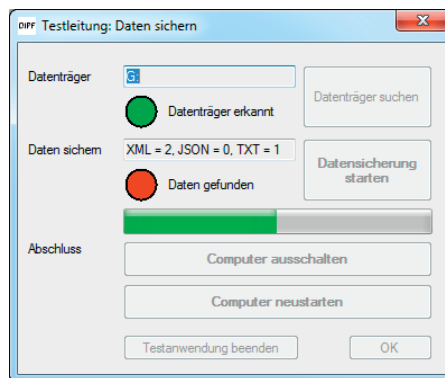 DIPF Testleitung: Daten sichern
Datenträger
G:
Datenträger suchen
Datenträger erkannt
Daten sichern
XML = 2, JSON = 0, TXT = 1
Datensicherung
starten
Daten gefunden
Abschluss
Computer ausschalten
Computer neustarten
Testanwendung beenden
OK